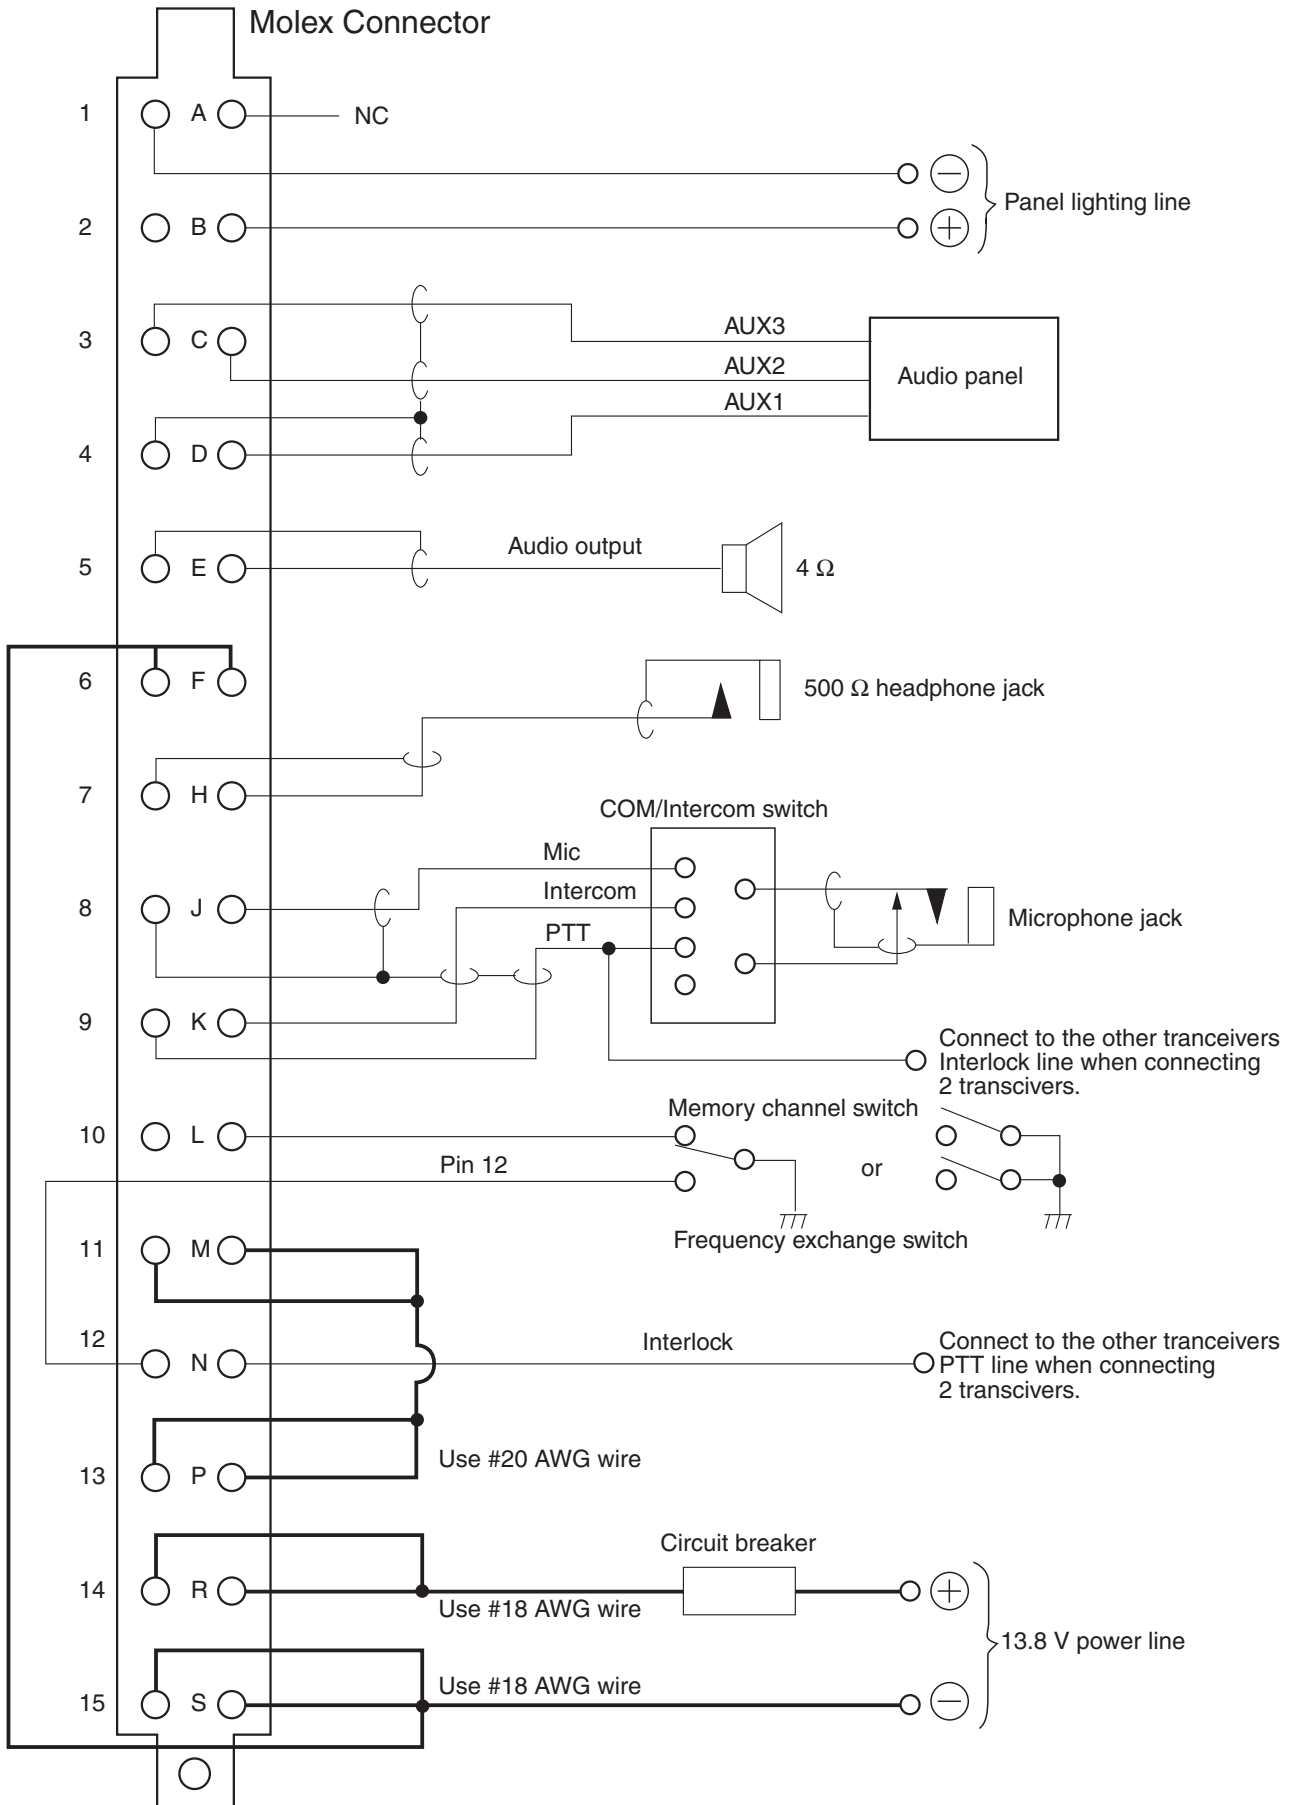 Molex Connector
1 A NC
Panel lighting line
2 B
3 C
AUX3
AUX2
AUX1
Audio panel
4 D
5 E
Audio output
4 Ω
6 F
500 Ω headphone jack
7 H
COM/Intercom switch
Mic
Intercom
PTT
8 J
Microphone jack
9 K
Connect to the other tranceivers
Interlock line when connecting
2 transcivers.
Memory channel switch
10 L
Pin 12
or
Frequency exchange switch
11 M
12 N
Interlock
Connect to the other tranceivers
PTT line when connecting
2 transcivers.
Use #20 AWG wire
13 P
Circuit breaker
14 R
Use #18 AWG wire
13.8 V power line
Use #18 AWG wire
15 S